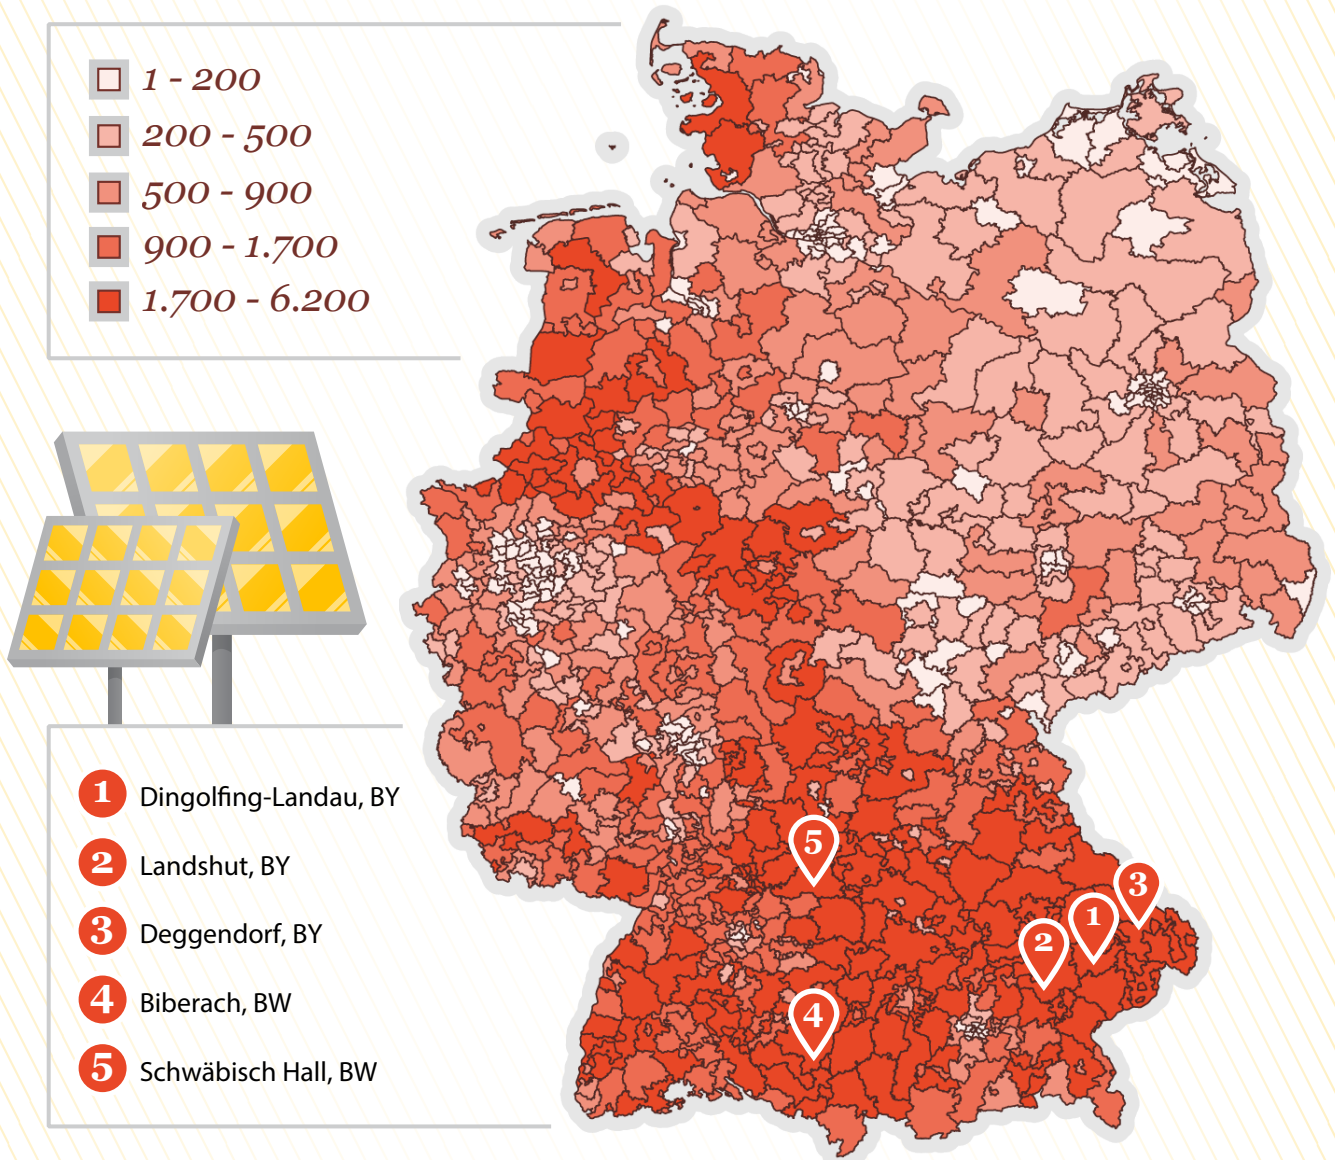 1 - 200
200 - 500
500 - 900
900 - 1.700
1.700 - 6.200
1 Dingolfing-Landau, BY
2 Landshut, BY
3 Deggendorf, BY
4 Biberach, BW
5 Schwäbisch Hall, BW
5
3
1
2
4